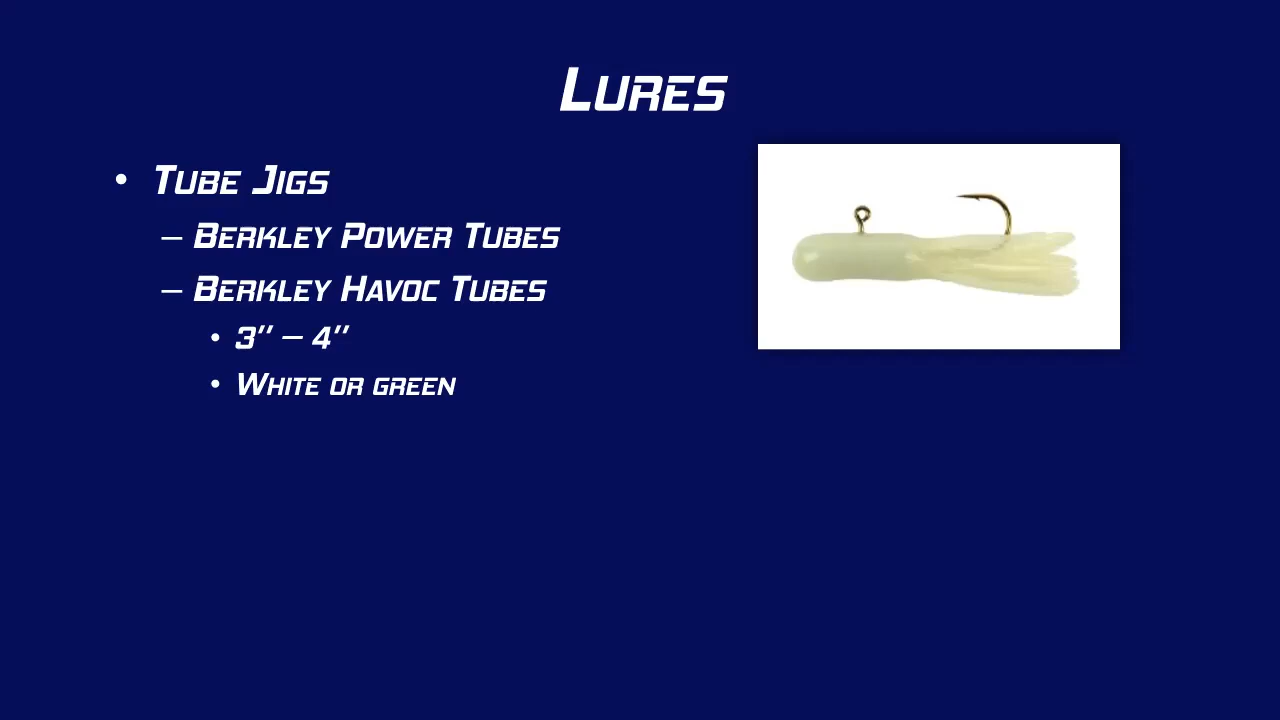 Lures
• Tube Jigs
– Berkley Power Tubes
– Berkley Havoc Tubes
• 3" – 4"
• White or green